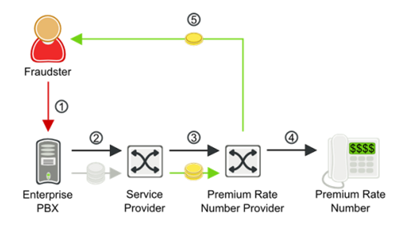 ⑤
Fraudster
①
②
③
④
$$$$
Enterprise
PBX
Service
Provider
Premium Rate
Number Provider
Premium Rate
Number